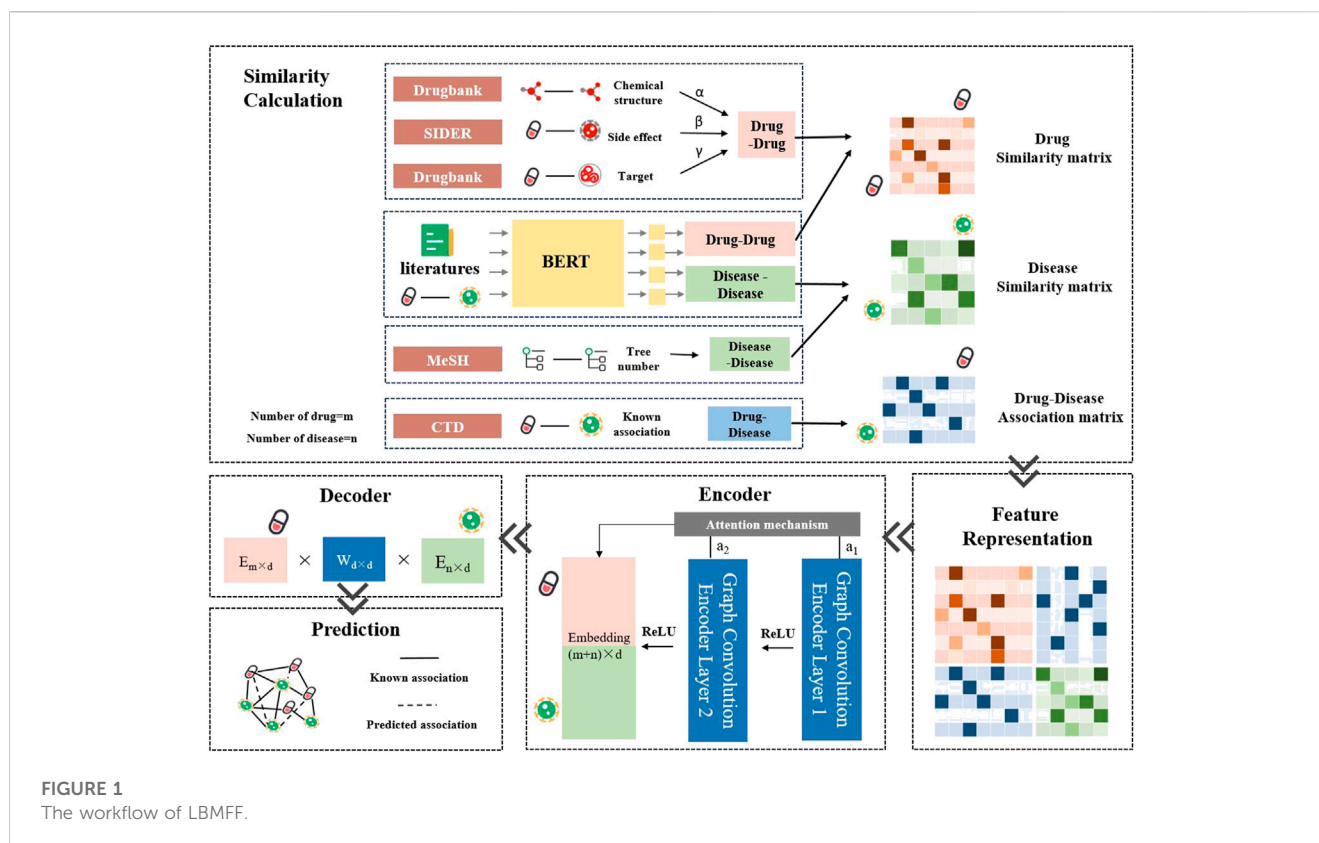 Similarity
Calculation
Drugbank
Chemical
structure
α
SIDER
Side effect
β
Drugbank
Target
γ
Drug
-Drug
Drug
Similarity matrix
literatures
BERT
Drug-Drug
Disease -
Disease
Disease
Similarity matrix
MeSH
Tree
number
Disease
-Disease
Number of drug=m
Number of disease=n
CTD
Known
association
Drug-
Disease
Drug-Disease
Association matrix
Decoder
E m×d
×
W d×d
×
E n×d
Prediction
Known association
Predicted association
Encoder
Attention mechanism
a2
a1
Embedding
(m+n)×d
ReLU
Graph Convolution
Encoder Layer 2
ReLU
Graph Convolution
Encoder Layer 1
Feature
Representation
FIGURE 1
The workflow of LBMFF.